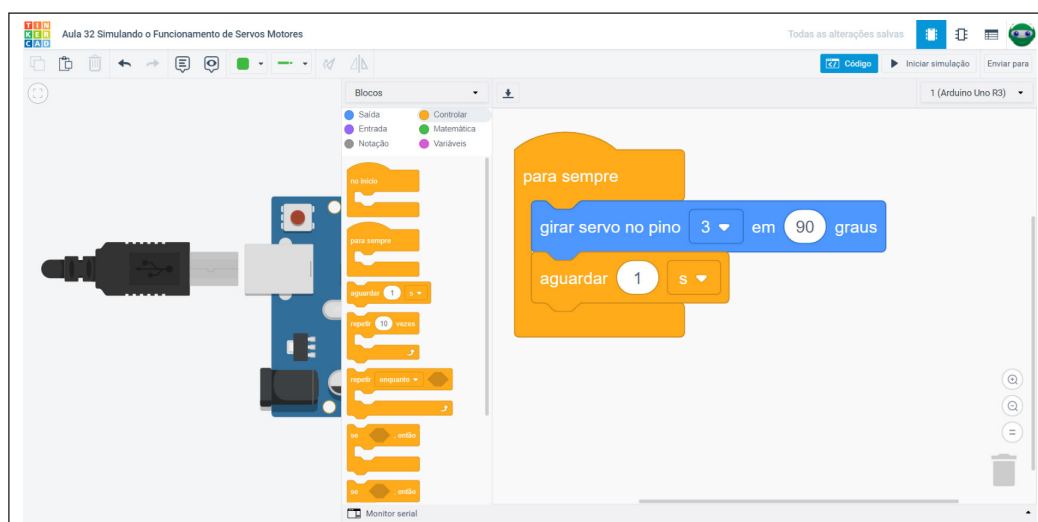 TIN
KER
CAD
Aula 32 Simulando o Funcionamento de Servos Motores
Todas as alterações salvas
Código
Iniciar simulação
Enviar para
Blocos
1 (Arduino Uno R3)
Saída
Controlar
Entrada
Matemática
Notação
Variáveis
no início
para sempre
aguardar 1 s
repetir 10 vezes
repetir enquanto
se , então
se , então
para sempre
girar servo no pino 3 em 90 graus
aguardar 1 s
Monitor serial